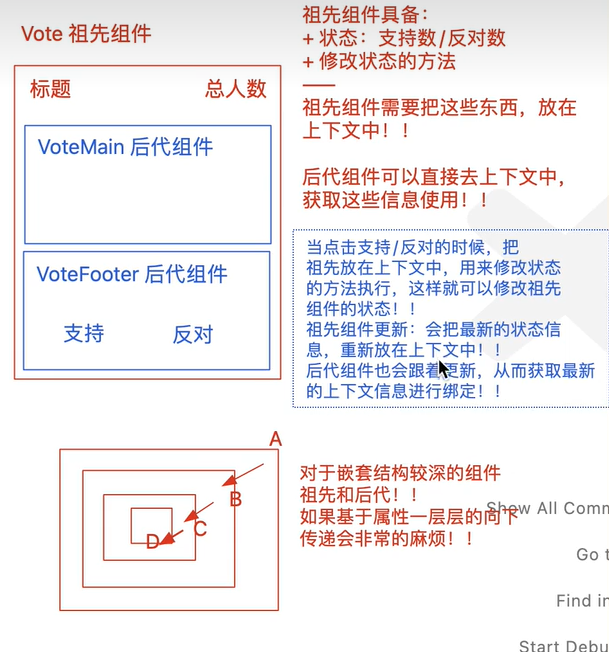 Vote 祖先组件
标题
总人数
VoteMain 后代组件
VoteFooter 后代组件
支持
反对
祖先组件具备：
+ 状态：支持数/反对数
+ 修改状态的方法
祖先组件需要把这些东西，放在
上下文中！！
后代组件可以直接去上下文中，
获取这些信息使用！！
当点击支持/反对的时候，把
祖先放在上下文中，用来修改状态
的方法执行，这样就可以修改祖先
组件的状态！！
祖先组件更新：会把最新的状态信
息，重新放在上下文中！！
后代组件也会跟着更新，从而获取最新
的上下文信息进行绑定！！
A
B
C
D
对于嵌套结构较深的组件
祖先和后代！！
如果基于属性一层层的向下
传递会非常的麻烦！！
Show All Comm
Go t
Find in
Start Debu